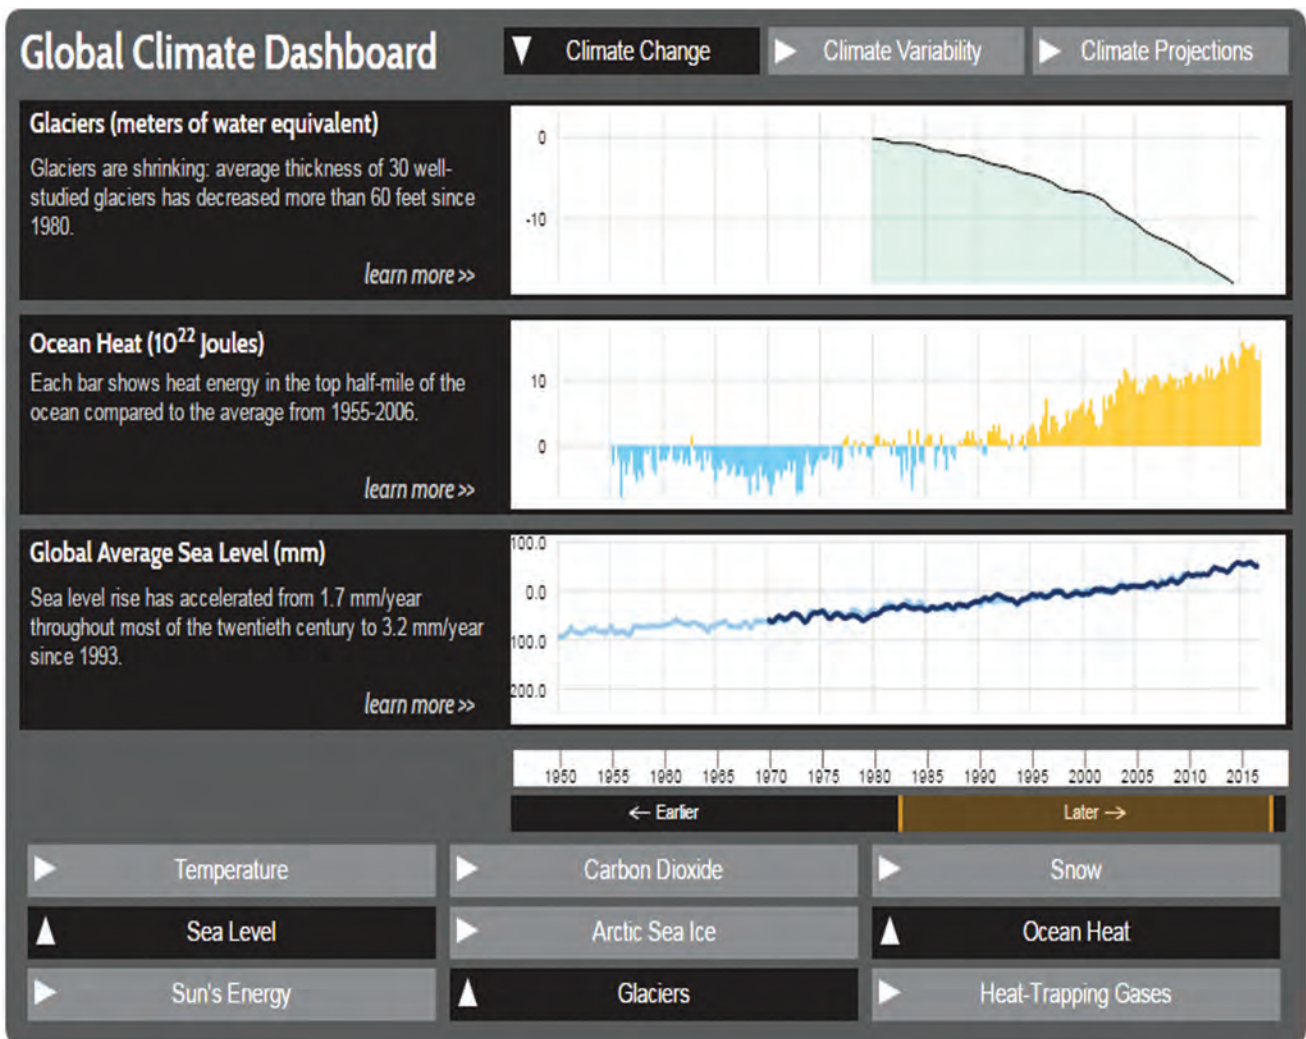 Global Climate Dashboard
Climate Change
Climate Variability
Climate Projections
Glaciers (meters of water equivalent)
Glaciers are shrinking: average thickness of 30 well-
studied glaciers has decreased more than 60 feet since
1980.
learn more >>
0
-10
Ocean Heat (10²² Joules)
Each bar shows heat energy in the top half-mile of the
ocean compared to the average from 1955-2006.
learn more >>
10
0
Global Average Sea Level (mm)
Sea level rise has accelerated from 1.7 mm/year
throughout most of the twentieth century to 3.2 mm/year
since 1993.
learn more >>
100.0
0.0
100.0
200.0
1950 1955 1960 1965 1970 1975 1980 1985 1990 1995 2000 2005 2010 2015
← Earlier
Later →
Temperature
Carbon Dioxide
Snow
Sea Level
Arctic Sea Ice
Ocean Heat
Sun's Energy
Glaciers
Heat-Trapping Gases